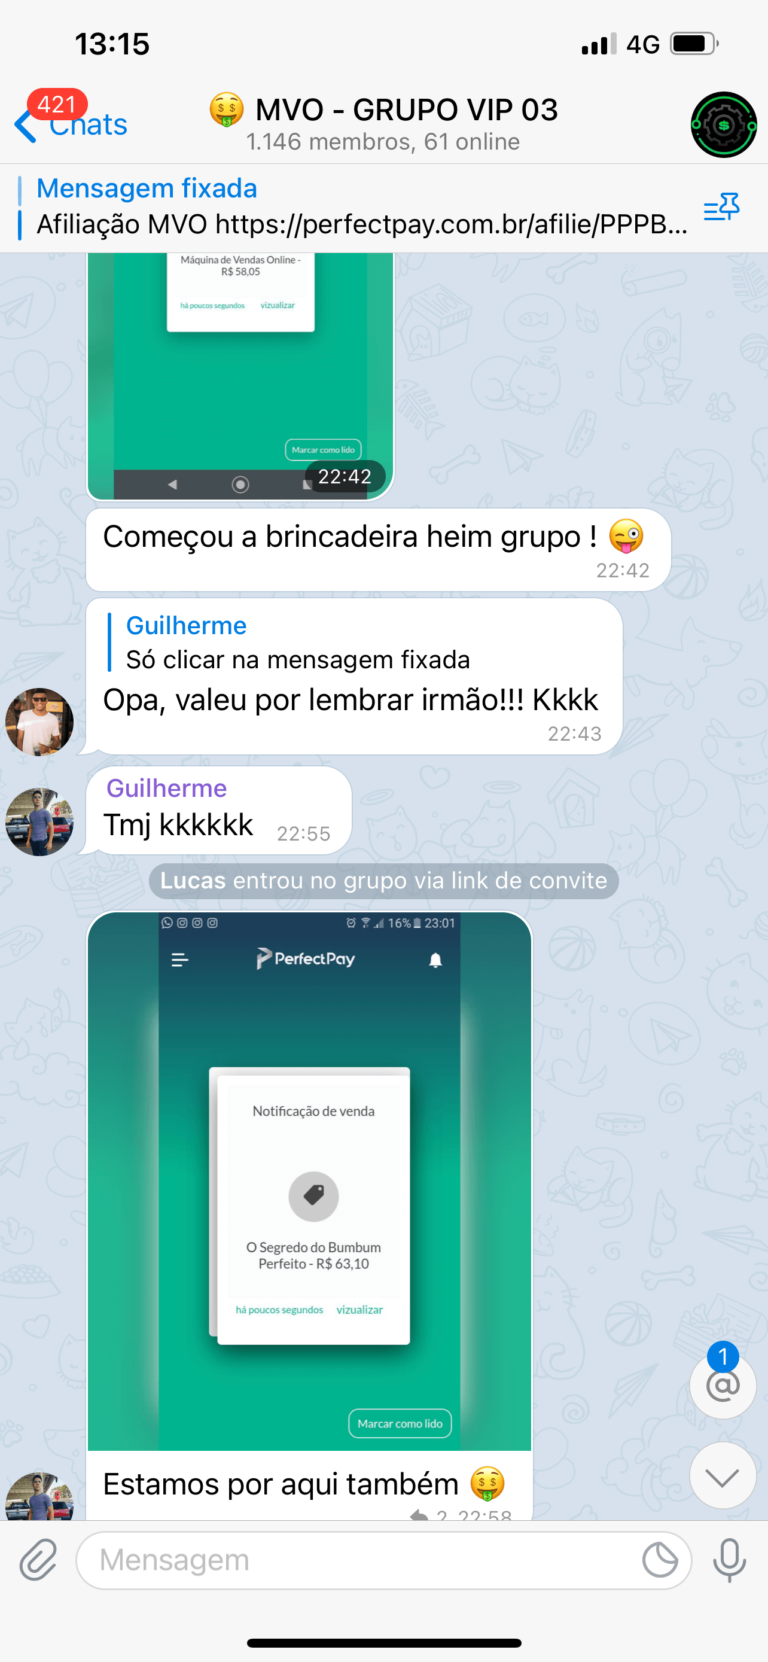 13:15
4G
421
Chats
🤑 MVO - GRUPO VIP 03
1.146 membros, 61 online
Mensagem fixada
Afiliação MVO https://perfectpay.com.br/afilie/PPPB...
Máquina de Vendas Online -
R$ 58,05
há poucos segundos vizualizar
Marcar como lido
22:42
Começou a brincadeira heim grupo ! 😜
22:42
Guilherme
Só clicar na mensagem fixada
Opa, valeu por lembrar irmão!!! Kkkk
22:43
Guilherme
Tmj kkkkkk 22:55
Lucas entrou no grupo via link de convite
16% 23:01
PerfectPay
Notificação de venda
O Segredo do Bumbum
Perfeito - R$ 63,10
há poucos segundos vizualizar
Marcar como lido
1
@
Estamos por aqui também 🤑
2 22:58
Mensagem